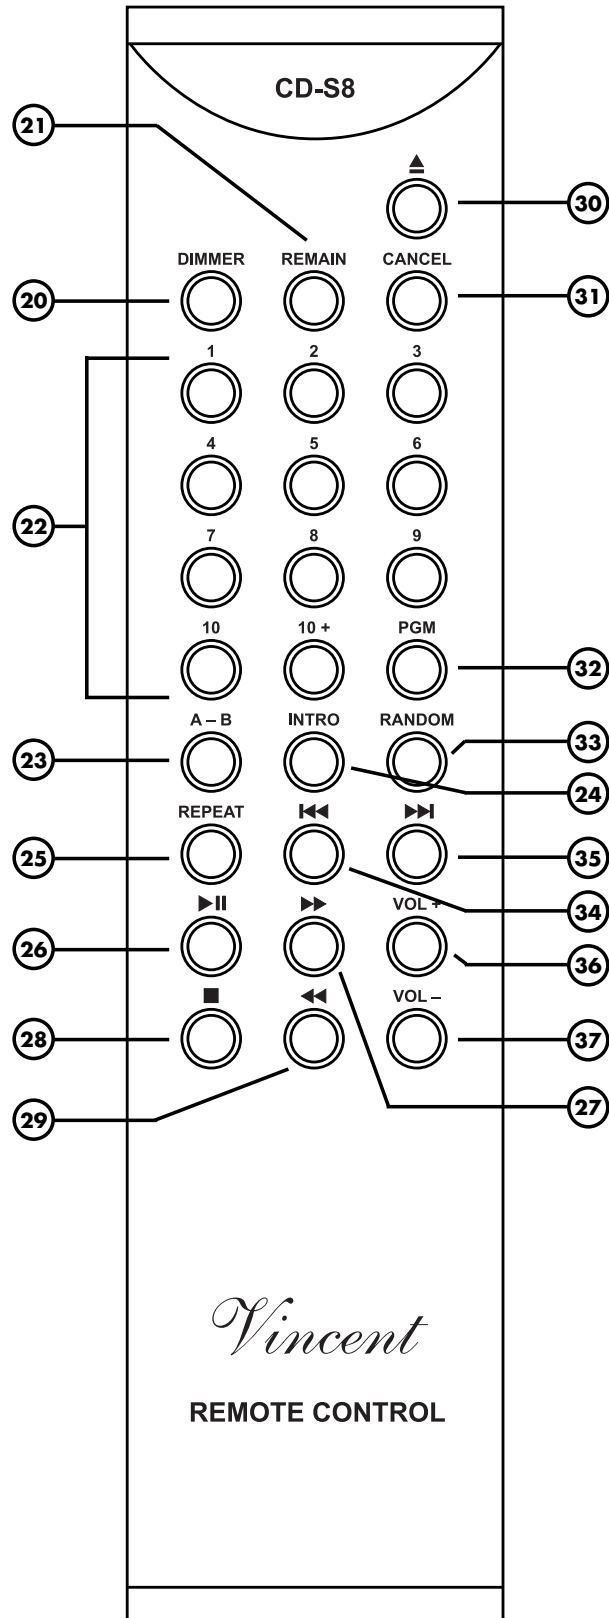 CD-S8
21
30
DIMMER REMAIN CANCEL
20 31
1 2 3
4 5 6
22
7 8 9
10 10 + PGM
32
A – B INTRO RANDOM
23 33
24
REPEAT
25 35
34
VOL +
26 36
VOL –
28 37
29 27
Vincent
REMOTE CONTROL